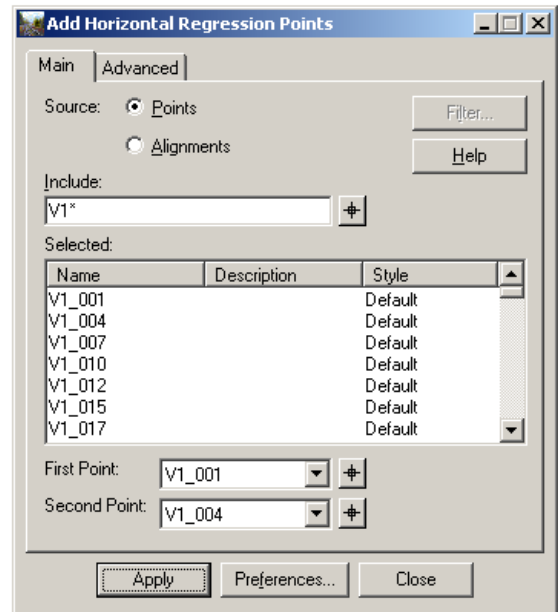 Add Horizontal Regression Points
Main Advanced
Source: Points Filter...
Alignments Help
Include:
V1*
Selected:
Name Description Style
V1_001 Default
V1_004 Default
V1_007 Default
V1_010 Default
V1_012 Default
V1_015 Default
V1_017 Default
First Point: V1_001
Second Point: V1_004
Apply Preferences... Close